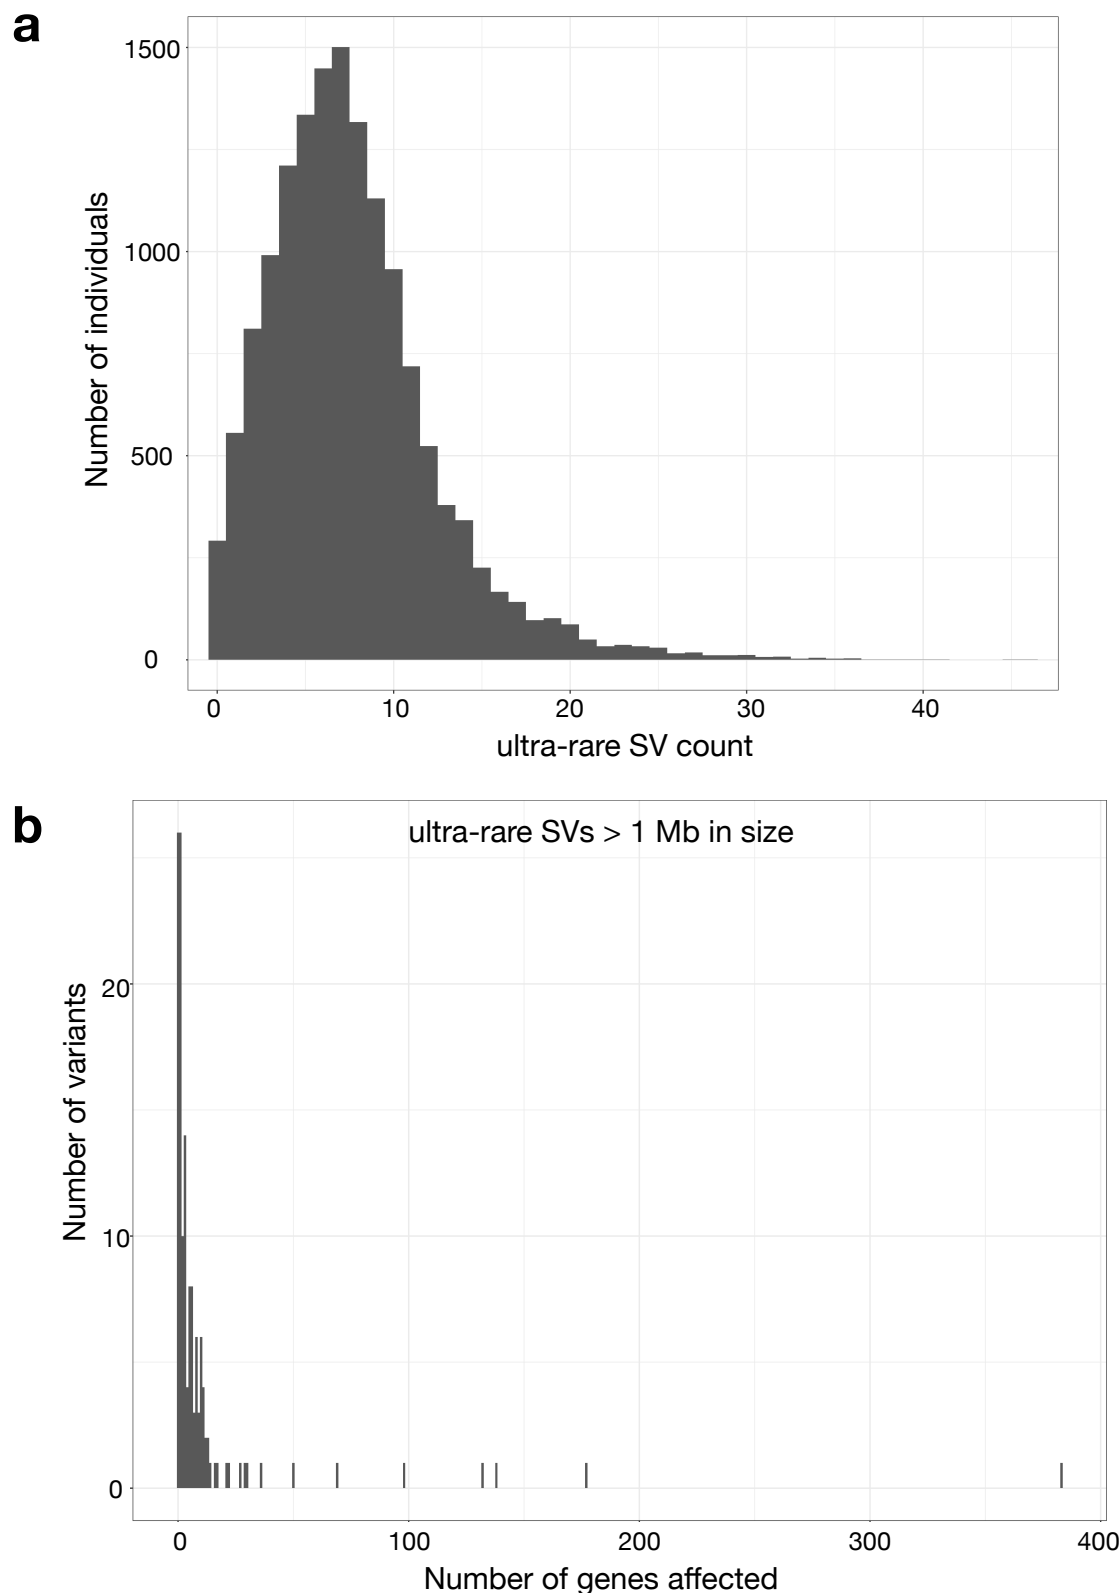 a
1500
1000
500
0
Number of individuals
0 10 20 30 40
ultra-rare SV count
b
ultra-rare SVs > 1 Mb in size
20
10
0
Number of variants
0 100 200 300 400
Number of genes affected